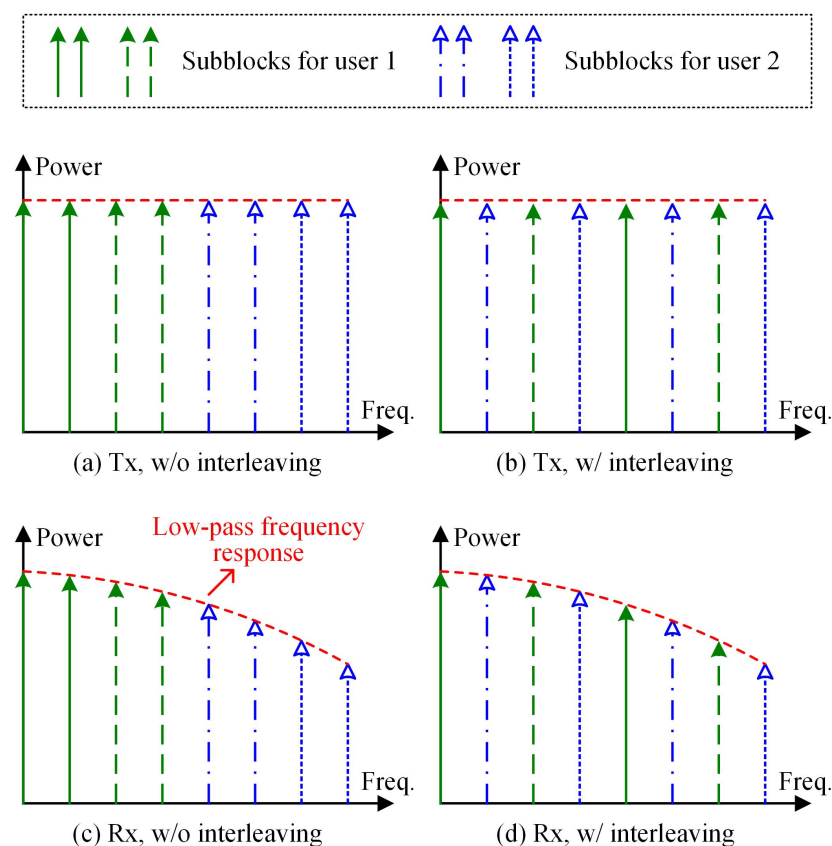 Subblocks for user 1
Subblocks for user 2
Power
Freq.
(a) Tx, w/o interleaving
Power
Freq.
(b) Tx, w/ interleaving
Power
Low-pass frequency
response
Freq.
(c) Rx, w/o interleaving
Power
Freq.
(d) Rx, w/ interleaving